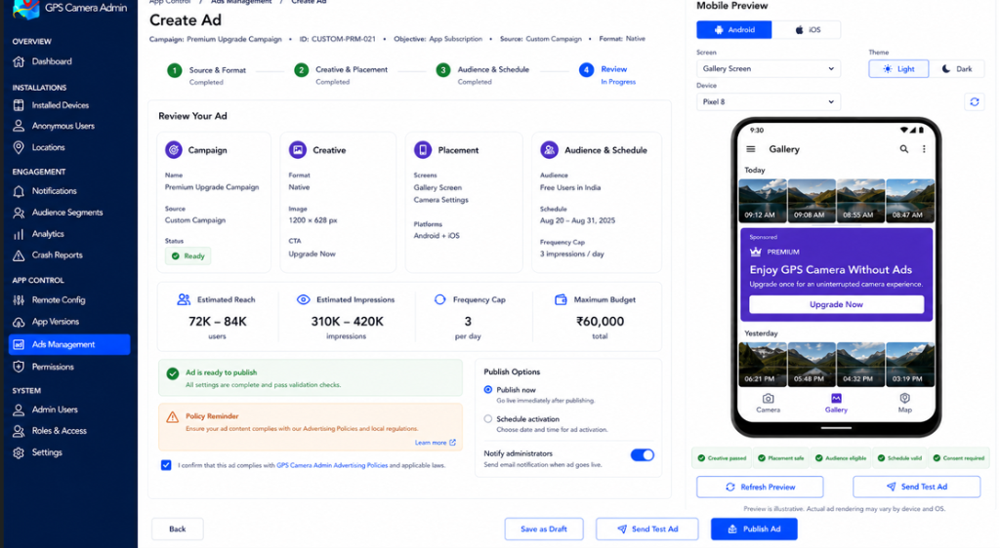 GPS Camera Admin
OVERVIEW
Dashboard
INSTALLATIONS
Installed Devices
Anonymous Users
Locations
ENGAGEMENT
Notifications
Audience Segments
Analytics
Crash Reports
APP CONTROL
Remote Config
App Versions
Ads Management
Permissions
SYSTEM
Admin Users
Roles & Access
Settings
App Control / Ads Management / Create Ad
Create Ad
Campaign: Premium Upgrade Campaign • ID: CUSTOM-PRM-021 • Objective: App Subscription • Source: Custom Campaign • Format: Native
1 Source & Format
Completed
2 Creative & Placement
Completed
3 Audience & Schedule
Completed
4 Review
In Progress
Review Your Ad
Campaign
Name
Premium Upgrade Campaign
Source
Custom Campaign
Status
Ready
Creative
Format
Native
Image
1200 × 628 px
CTA
Upgrade Now
Placement
Screens
Gallery Screen
Camera Settings
Platforms
Android + iOS
Audience & Schedule
Audience
Free Users in India
Schedule
Aug 20 – Aug 31, 2025
Frequency Cap
3 impressions / day
Estimated Reach
72K – 84K
users
Estimated Impressions
310K – 420K
impressions
Frequency Cap
3
per day
Maximum Budget
₹60,000
total
Ad is ready to publish
All settings are complete and pass validation checks.
Policy Reminder
Ensure your ad content complies with our Advertising Policies and local regulations.
Learn more
I confirm that this ad complies with GPS Camera Admin Advertising Policies and applicable laws.
Publish Options
Publish now
Go live immediately after publishing.
Schedule activation
Choose date and time for ad activation.
Notify administrators
Send email notification when ad goes live.
Back
Save as Draft
Send Test Ad
Publish Ad
Mobile Preview
Android
iOS
Screen
Gallery Screen
Theme
Light
Dark
Device
Pixel 8
9:30
Gallery
Today
09:12 AM
09:08 AM
08:55 AM
08:47 AM
Sponsored
PREMIUM
Enjoy GPS Camera Without Ads
Upgrade once for an uninterrupted camera experience.
Upgrade Now
Yesterday
06:21 PM
05:48 PM
04:32 PM
03:19 PM
Camera
Gallery
Map
Creative passed
Placement safe
Audience eligible
Schedule valid
Consent required
Refresh Preview
Send Test Ad
Preview is illustrative. Actual ad rendering may vary by device and OS.